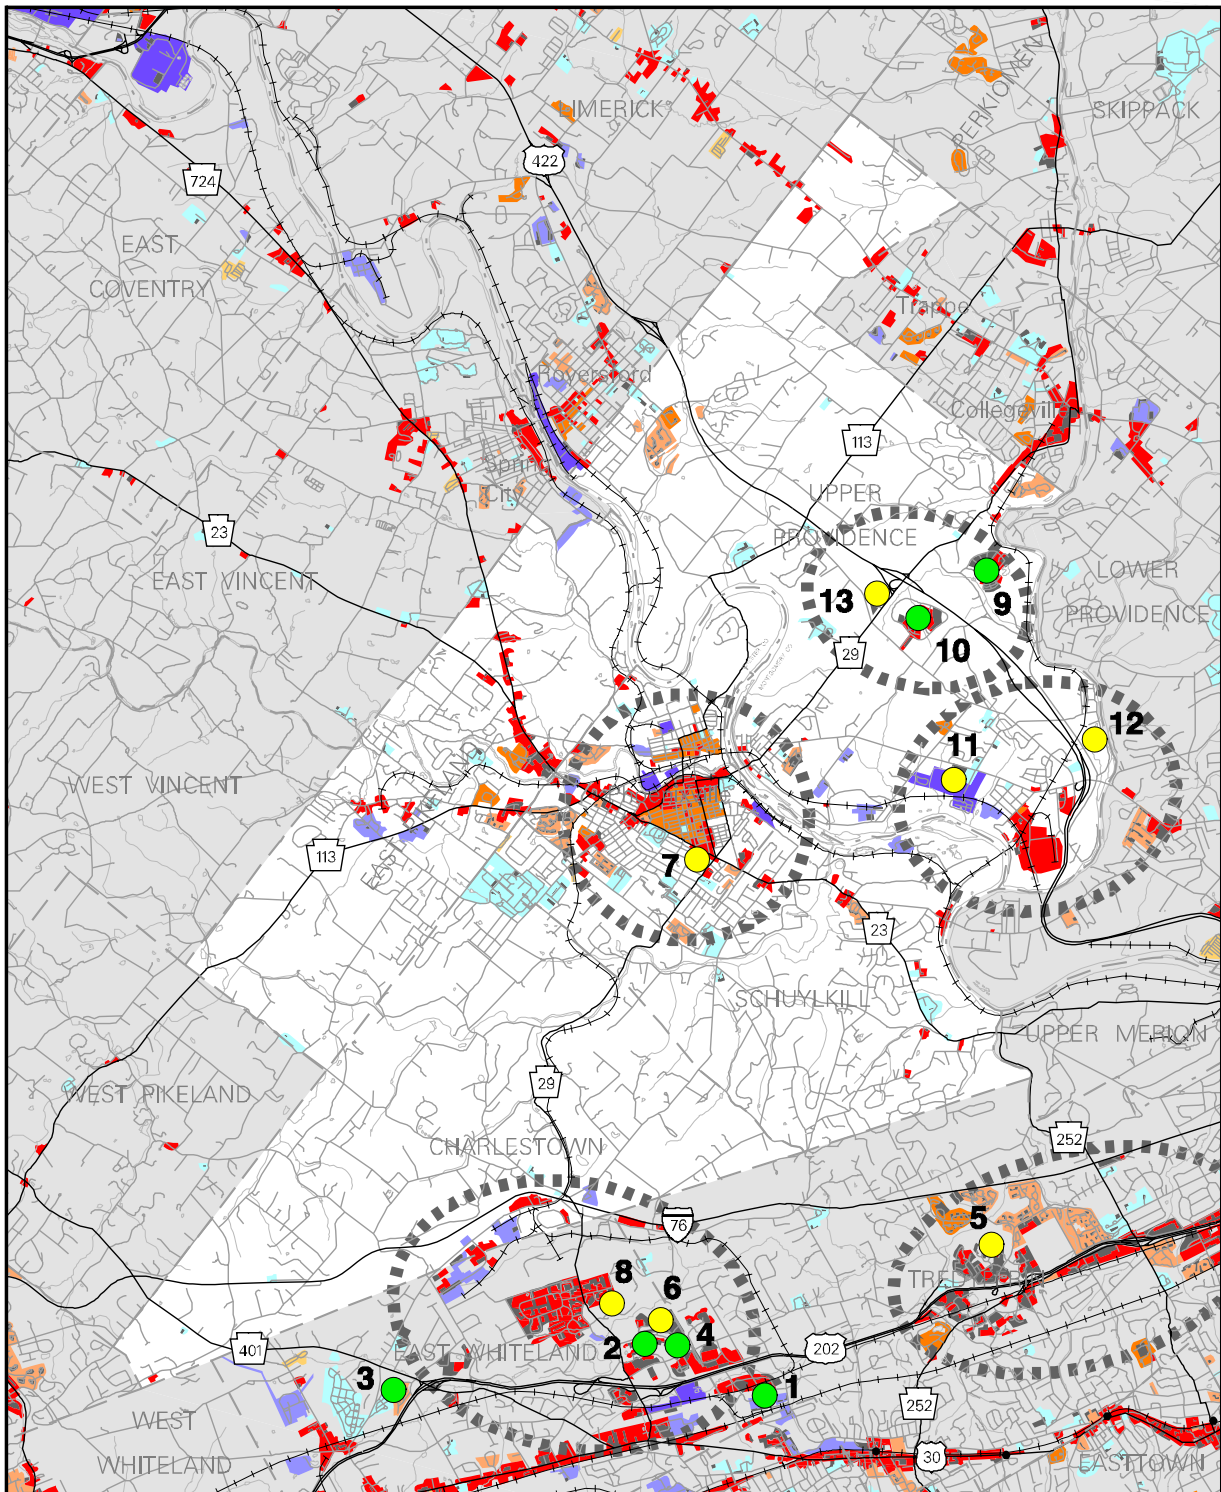 LIMERICK
PERKIOMEN
SKIPPACK
422
724
EAST
COVENTRY
Trappe
Royersford
Collegeville
113
Spring
City
UPPER
PROVIDENCE
23
EAST VINCENT
LOWER
PROVIDENCE
13
9
10
29
12
11
WEST VINCENT
113
7
23
SCHUYLKILL
UPPER MERION
29
WEST PIKELAND
CHARLESTOWN
252
76
5
8
6
2
4
EAST WHITELAND
202
401
3
1
WEST
WHITELAND
252
30
EASTTOWN